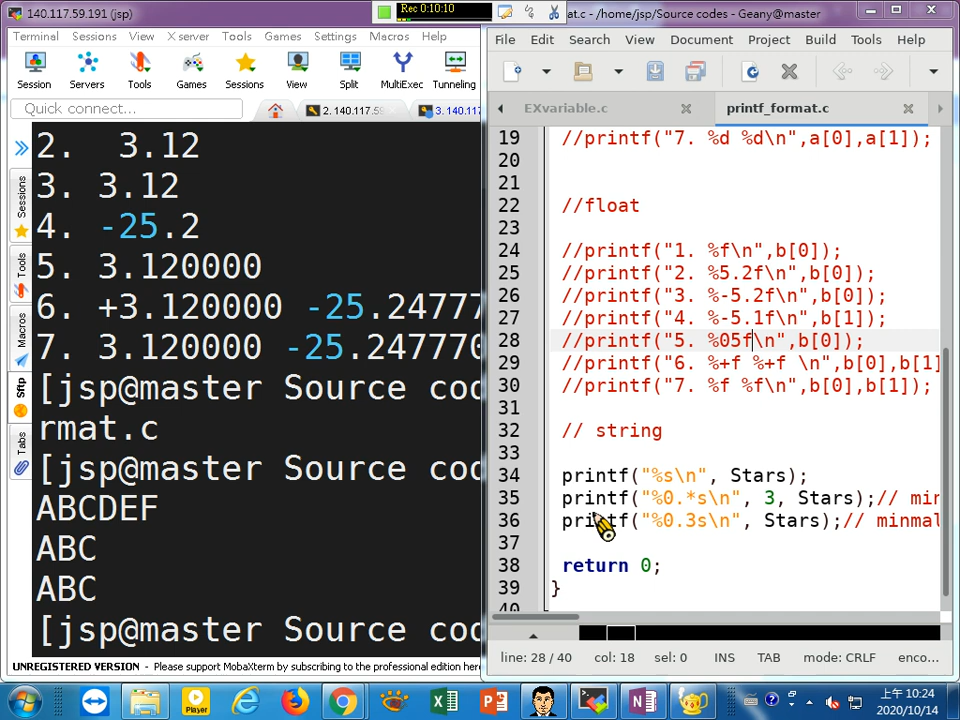 140.117.59.191 (jsp)
Rec 0:10:10
at.c - /home/jsp/Source codes - Geany@master
Terminal Sessions View X server Tools Games Settings Macros Help
Session Servers Tools Games Sessions View Split MultiExec Tunneling
Quick connect...
2. 140.117.59
3. 140.117
Sessions
Tools
Macros
Sftp
Tabs
2.  3.12
3. 3.12
4. -25.2
5. 3.120000
6. +3.120000 -25.24777
7. 3.120000 -25.247770
[jsp@master Source cod
rmat.c
[jsp@master Source cod
ABCDEF
ABC
ABC
[jsp@master Source cod
UNREGISTERED VERSION - Please support MobaXterm by subscribing to the professional edition here
File Edit Search View Document Project Build Tools Help
EXvariable.c printf_format.c
19 //printf("7. %d %d\n",a[0],a[1]);
20
21
22 //float
23
24 //printf("1. %f\n",b[0]);
25 //printf("2. %5.2f\n",b[0]);
26 //printf("3. %-5.2f\n",b[0]);
27 //printf("4. %-5.1f\n",b[1]);
28 //printf("5. %05f\n",b[0]);
29 //printf("6. %+f %+f \n",b[0],b[1]
30 //printf("7. %f %f\n",b[0],b[1]);
31
32 // string
33
34 printf("%s\n", Stars);
35 printf("%0.*s\n", 3, Stars);// min
36 printf("%0.3s\n", Stars);// minmal
37
38 return 0;
39 }
40
line: 28 / 40 col: 18 sel: 0 INS TAB mode: CRLF enco...
Player
上午 10:24
2020/10/14